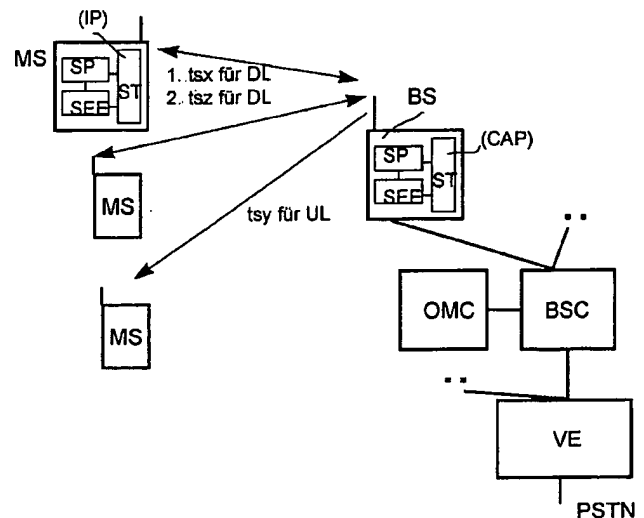 (IP)
MS
SP
SEE
ST
1..tsx für DL
2..tsz für DL
BS
(CAP)
SP
SEE
ST
MS
tsy für UL
MS
OMC
BSC
VE
PSTN